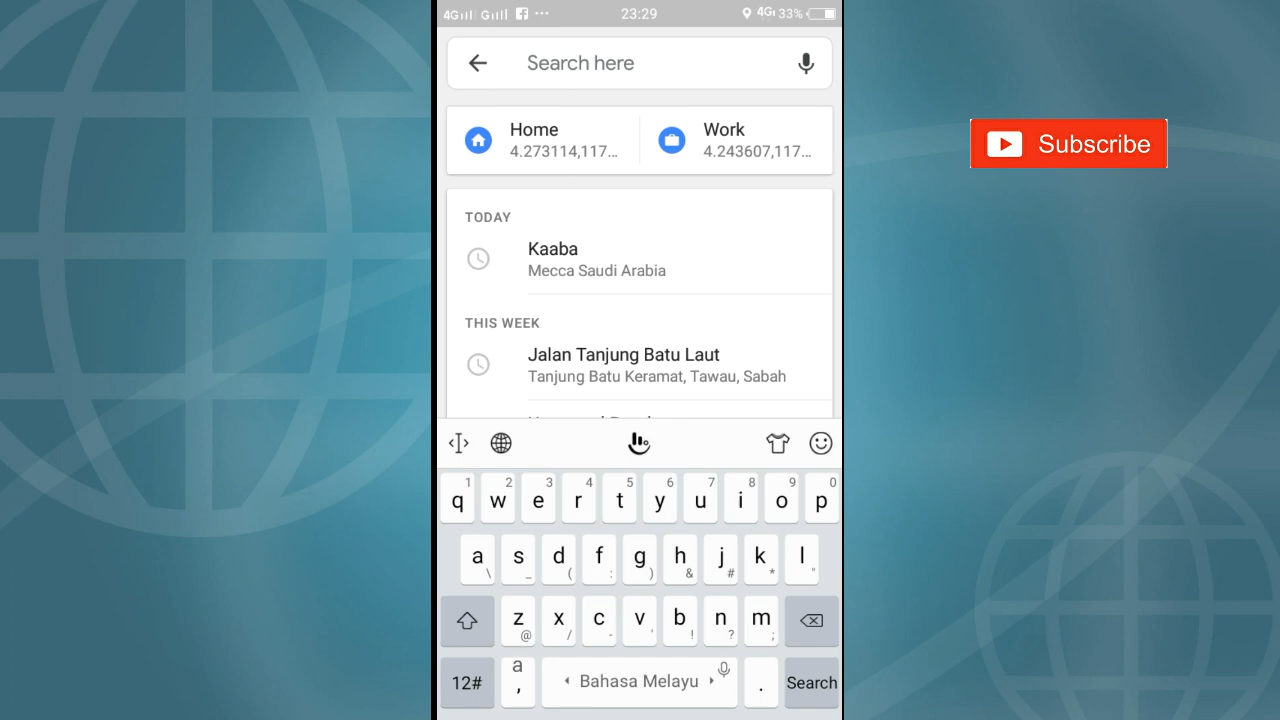 4G G 23:29 4G 33%
Search here
Home
4.273114,117...
Work
4.243607,117...
TODAY
Kaaba
Mecca Saudi Arabia
THIS WEEK
Jalan Tanjung Batu Laut
Tanjung Batu Keramat, Tawau, Sabah
1 2 3 4 5 6 7 8 9 0
q w e r t y u i o p
a s d f g h j k l
\ _ ( : ) & # * "
z x c v b n m
@ / - ' ! ? ;
12# a , Bahasa Melayu . Search
Subscribe